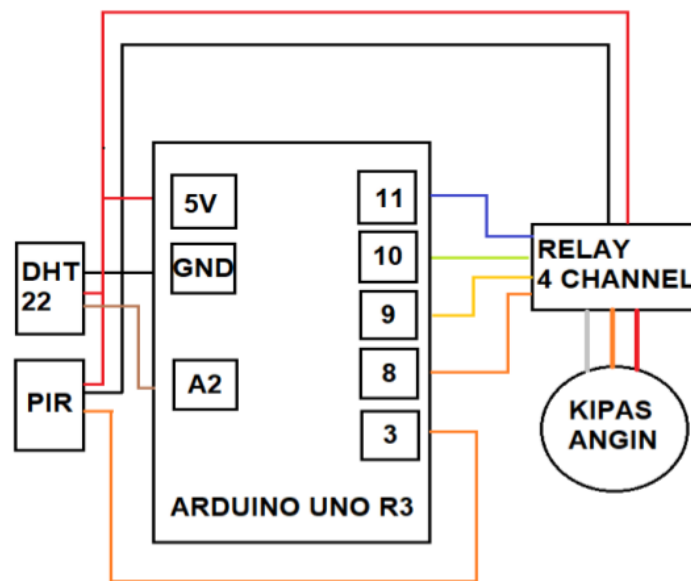 5V
11
RELAY
4 CHANNEL
DHT
22
GND
10
9
A2
8
PIR
3
KIPAS
ANGIN
ARDUINO UNO R3